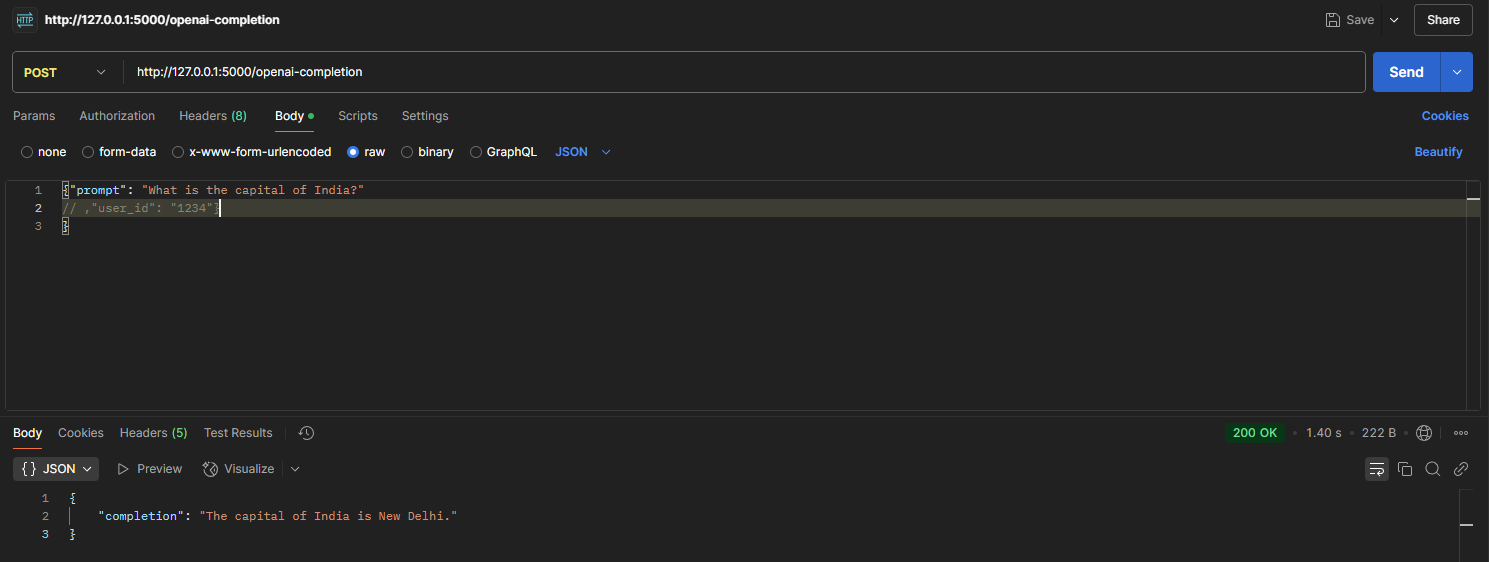 HTTP http://127.0.0.1:5000/openai-completion Save Share
POST http://127.0.0.1:5000/openai-completion Send
Params Authorization Headers (8) Body Scripts Settings Cookies
none form-data x-www-form-urlencoded raw binary GraphQL JSON Beautify
1 {"prompt": "What is the capital of India?"
2 // ,"user_id": "1234"}
3 }
Body Cookies Headers (5) Test Results 200 OK • 1.40 s • 222 B •
{} JSON Preview Visualize
1 {
2 "completion": "The capital of India is New Delhi."
3 }